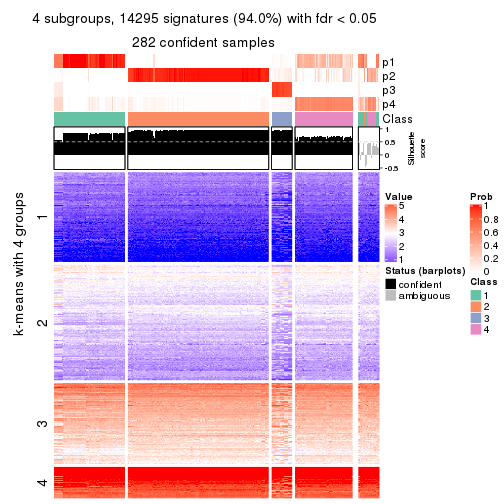 4 subgroups, 14295 signatures (94.0%) with fdr < 0.05
282 confident samples
p1
p2
p3
p4
Class
1
0.5
0
-0.5
Silhouette
score
k-means with 4 groups
1
2
3
4
Value
5
4
3
2
1
Status (barplots)
confident
ambiguous
Prob
1
0.8
0.6
0.4
0.2
0
Class
1
2
3
4